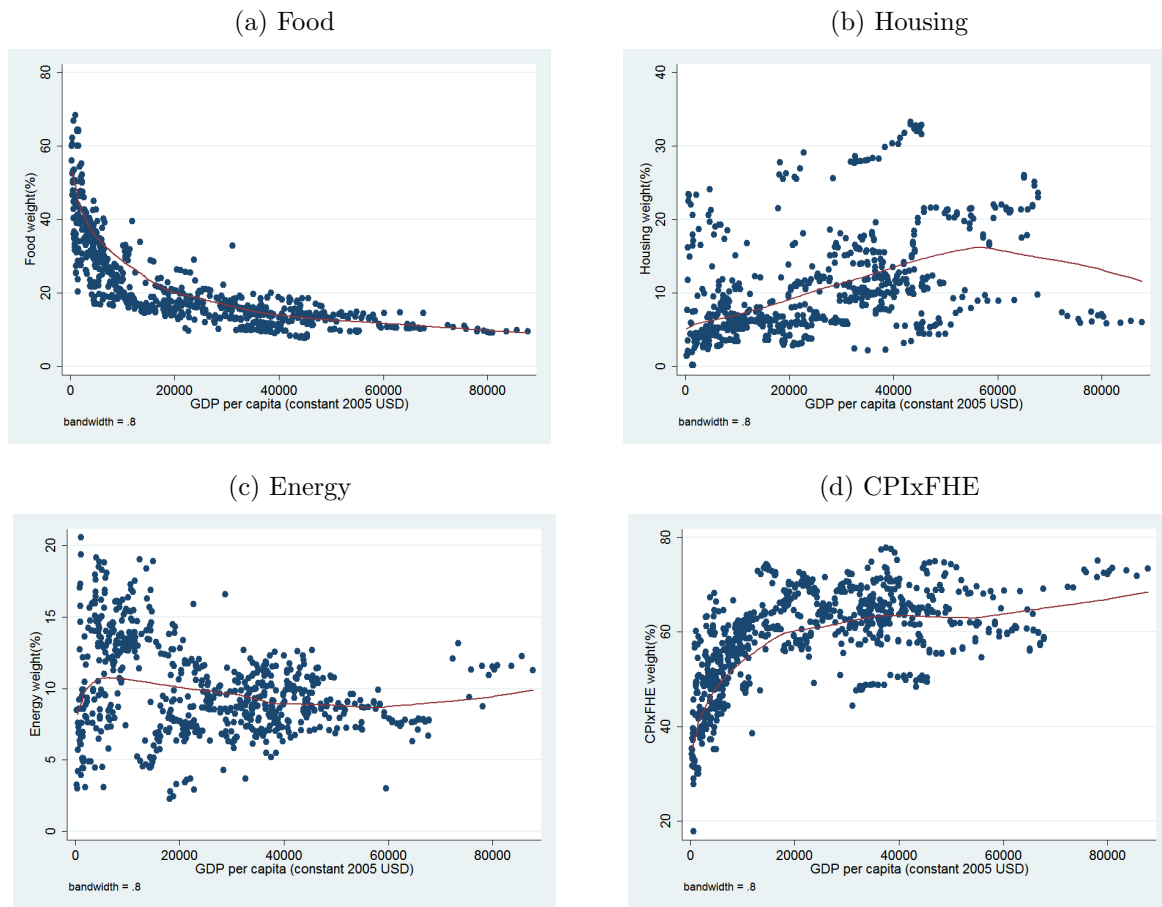 (a) Food
Food weight(%)
80
60
40
20
0
0 20000 40000 60000 80000
GDP per capita (constant 2005 USD)
bandwidth = .8
(b) Housing
Housing weight(%)
40
30
20
10
0
0 20000 40000 60000 80000
GDP per capita (constant 2005 USD)
bandwidth = .8
(c) Energy
Energy weight(%)
20
15
10
5
0
0 20000 40000 60000 80000
GDP per capita (constant 2005 USD)
bandwidth = .8
(d) CPIxFHE
CPIxFHE weight(%)
80
60
40
20
0 20000 40000 60000 80000
GDP per capita (constant 2005 USD)
bandwidth = .8